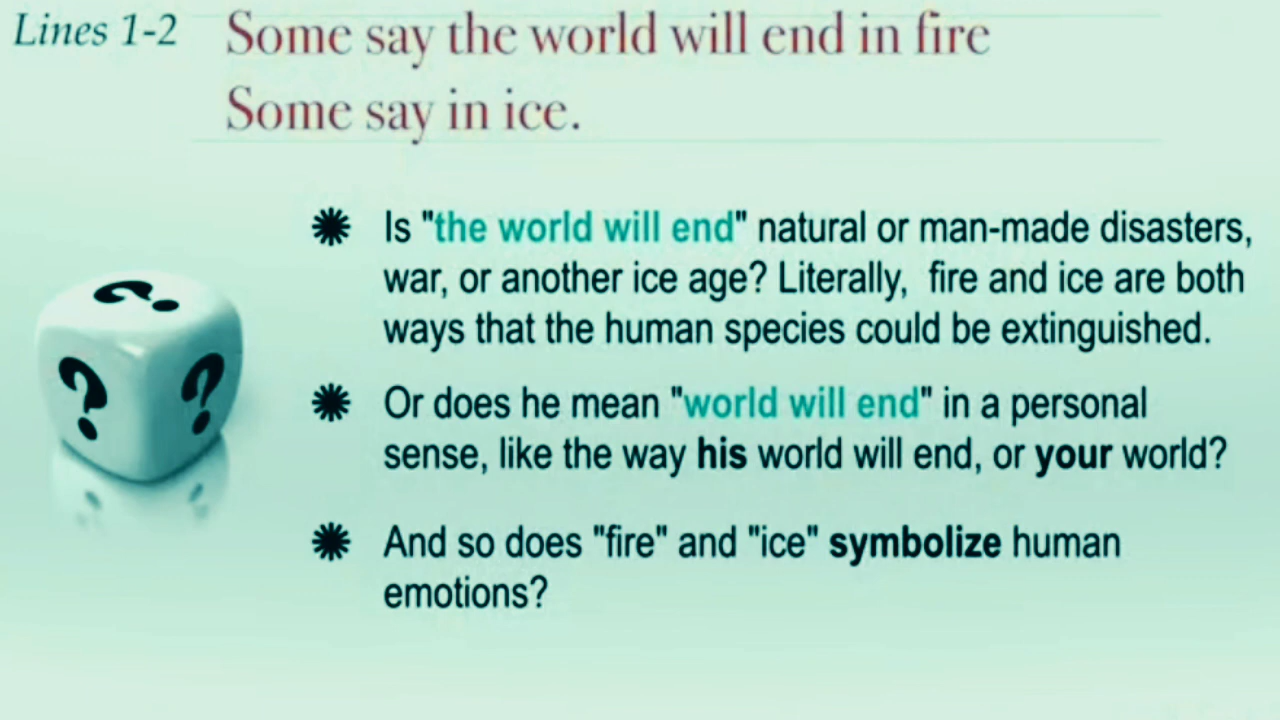 Lines 1-2
Some say the world will end in fire
Some say in ice.
Is "the world will end" natural or man-made disasters,
war, or another ice age? Literally, fire and ice are both
ways that the human species could be extinguished.
Or does he mean "world will end" in a personal
sense, like the way his world will end, or your world?
And so does "fire" and "ice" symbolize human
emotions?